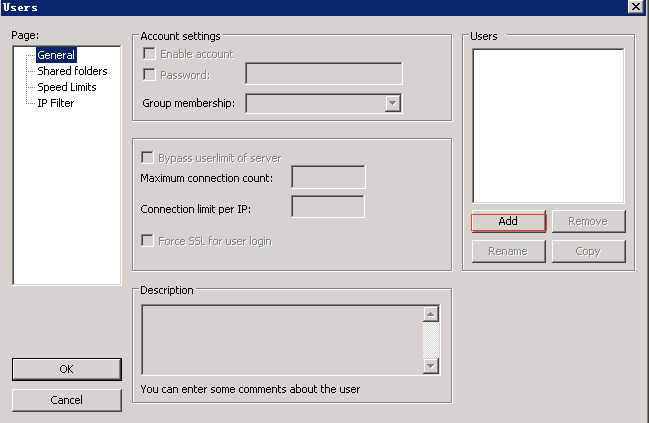 Users
Page:
General
Shared folders
Speed Limits
IP Filter
Account settings
Enable account
Password:
Group membership:
Bypass userlimit of server
Maximum connection count:
Connection limit per IP:
Force SSL for user login
Description
You can enter some comments about the user
Users
Add
Remove
Rename
Copy
OK
Cancel